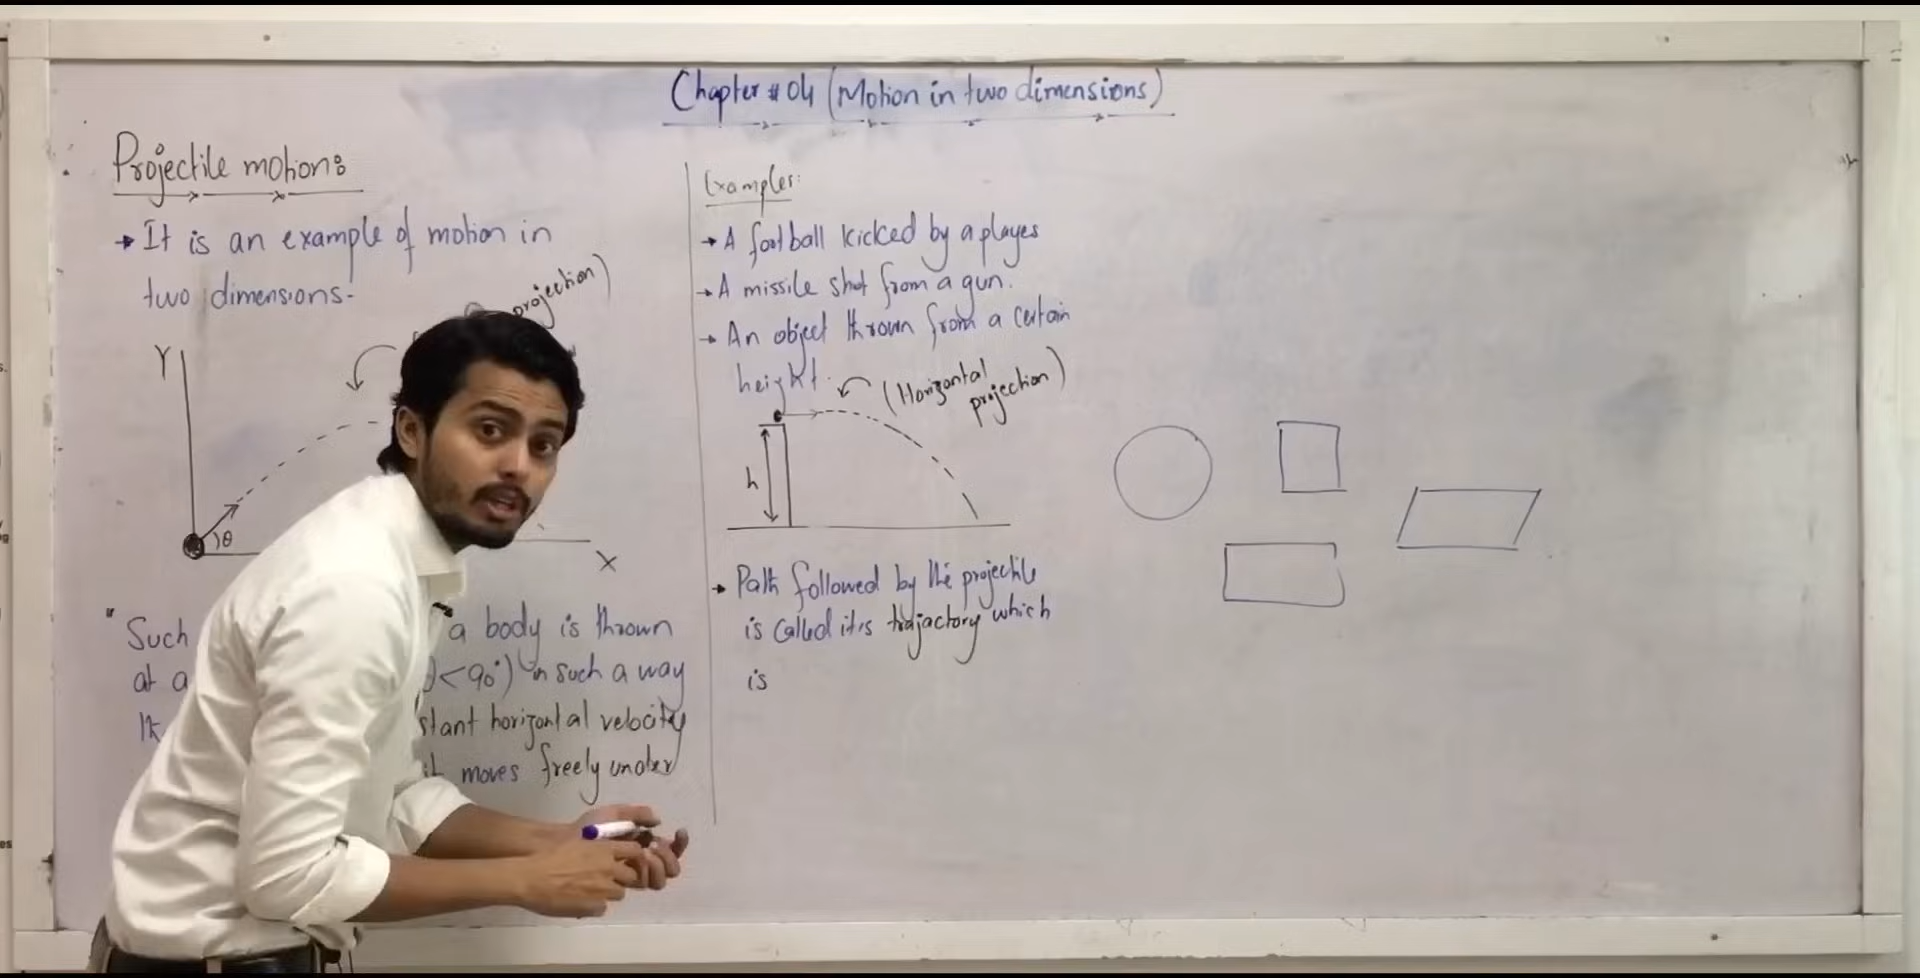 Chapter # 04 (Motion in two dimensions)
Projectile motion:
→ It is an example of motion in
two dimensions.
projection)
Y
θ
X
" Such a body is thrown
at a <90°) in such a way
stant horizontal velocity
it moves freely under
Examples:
→ A football kicked by a player
→ A missile shot from a gun.
→ An object thrown from a certain
height.
(Horizontal
projection)
h
→ Path followed by the projectile
is called it's trajactory which
is